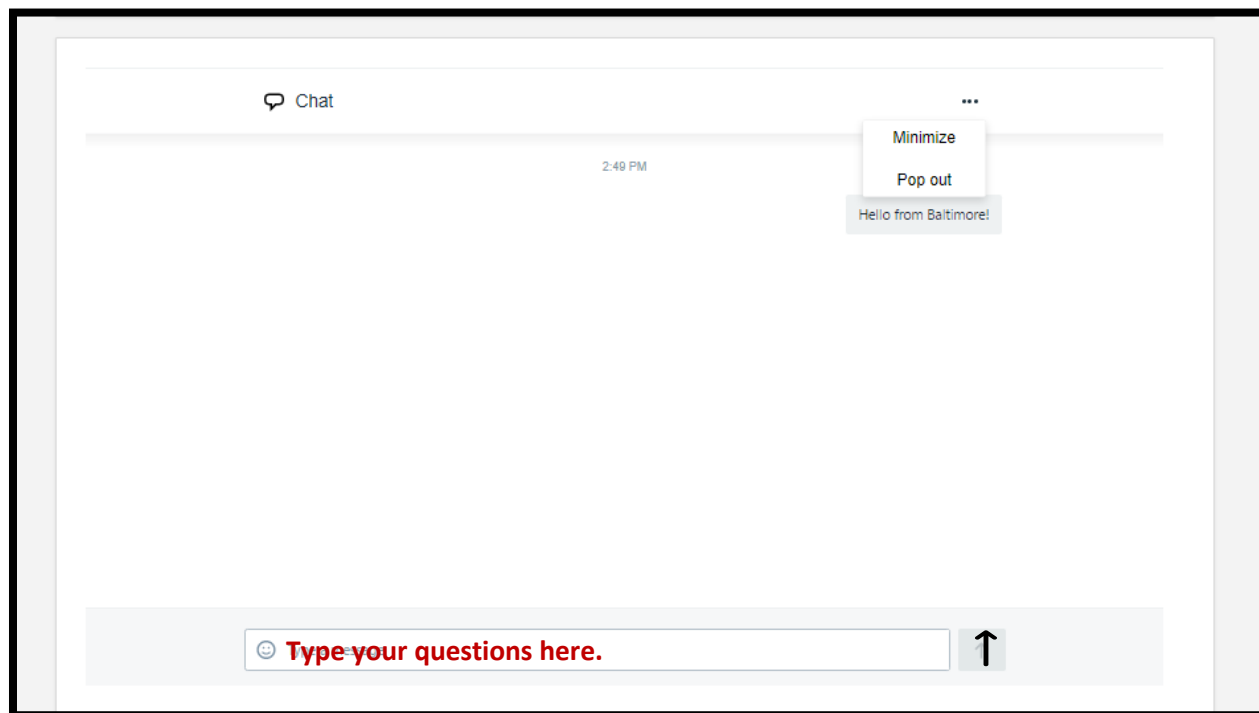 Chat
Minimize
2:49 PM
Pop out
Hello from Baltimore!
Type your questions here.